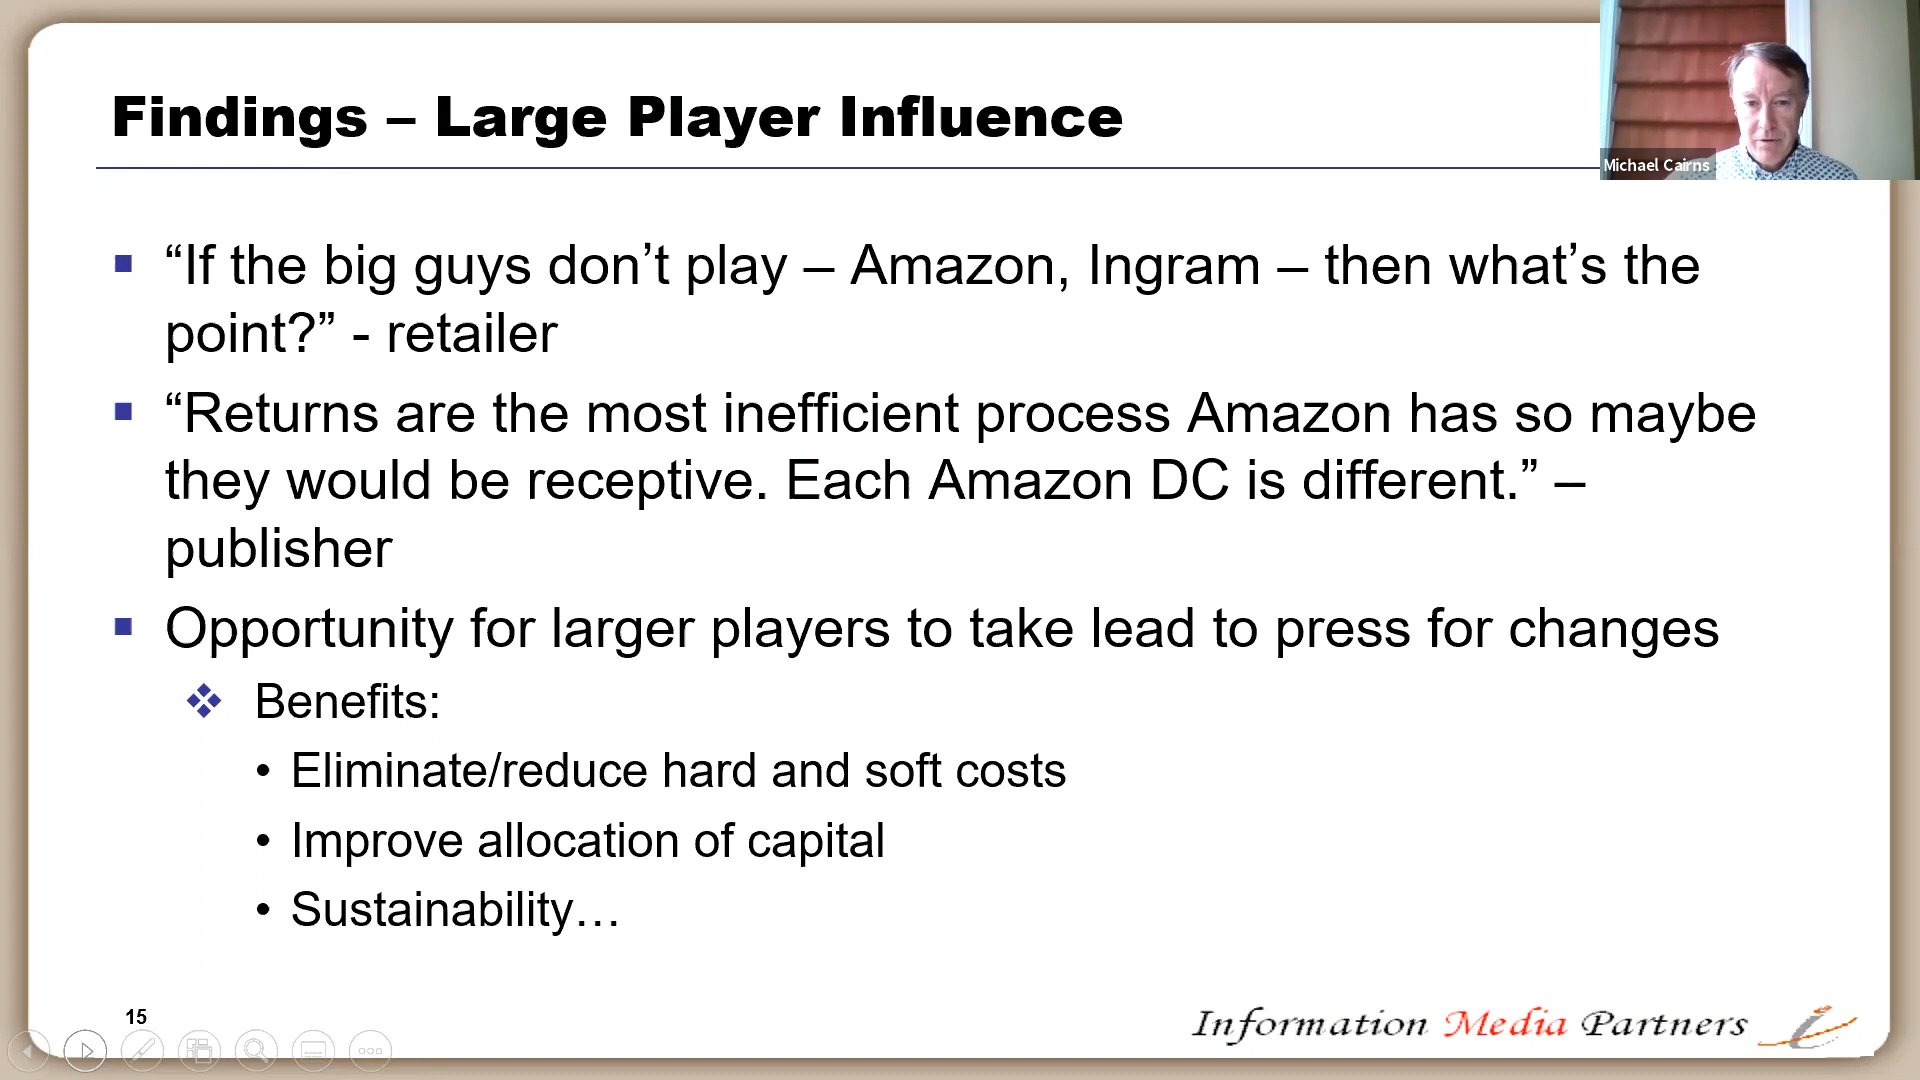 Findings – Large Player Influence
Michael Cairns
“If the big guys don’t play – Amazon, Ingram – then what’s the
point?” - retailer
“Returns are the most inefficient process Amazon has so maybe
they would be receptive. Each Amazon DC is different.” –
publisher
Opportunity for larger players to take lead to press for changes
Benefits:
• Eliminate/reduce hard and soft costs
• Improve allocation of capital
• Sustainability…
15
Information Media Partners